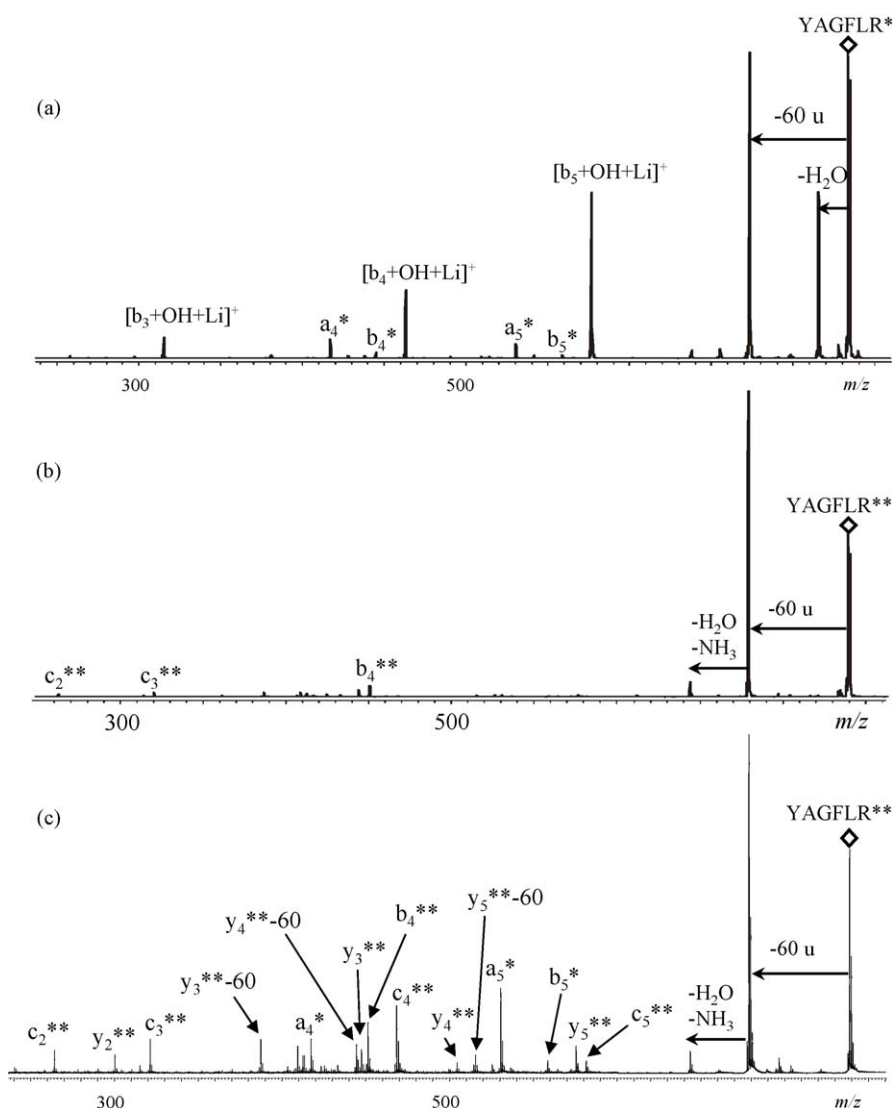 YAGFLR*
(a)
-60 u
[b₅+OH+Li]⁺
-H₂O
[b₄+OH+Li]⁺
[b₃+OH+Li]⁺
a₄*
b₄*
a₅*
b₅*
300
500
m/z
(b)
YAGFLR**
-60 u
-H₂O
-NH₃
c₂**
c₃**
b₄**
300
500
m/z
(c)
YAGFLR**
y₅**-60
b₄**
y₄**-60
y₃**
-60 u
y₃**-60
a₅*
b₅*
-H₂O
-NH₃
c₂**
y₂**
c₃**
a₄*
c₄**
y₄**
y₅**
c₅**
300
500
m/z